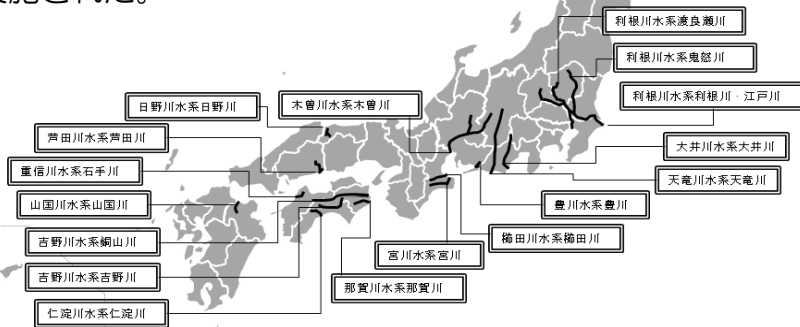 施された。
利根川水系渡良瀬川
利根川水系鬼怒川
利根川水系利根川・江戸川
日野川水系日野川
木曽川水系木曽川
芦田川水系芦田川
大井川水系大井川
重信川水系石手川
天竜川水系天竜川
山国川水系山国川
豊川水系豊川
吉野川水系銅山川
櫛田川水系櫛田川
宮川水系宮川
吉野川水系吉野川
那賀川水系那賀川
仁淀川水系仁淀川